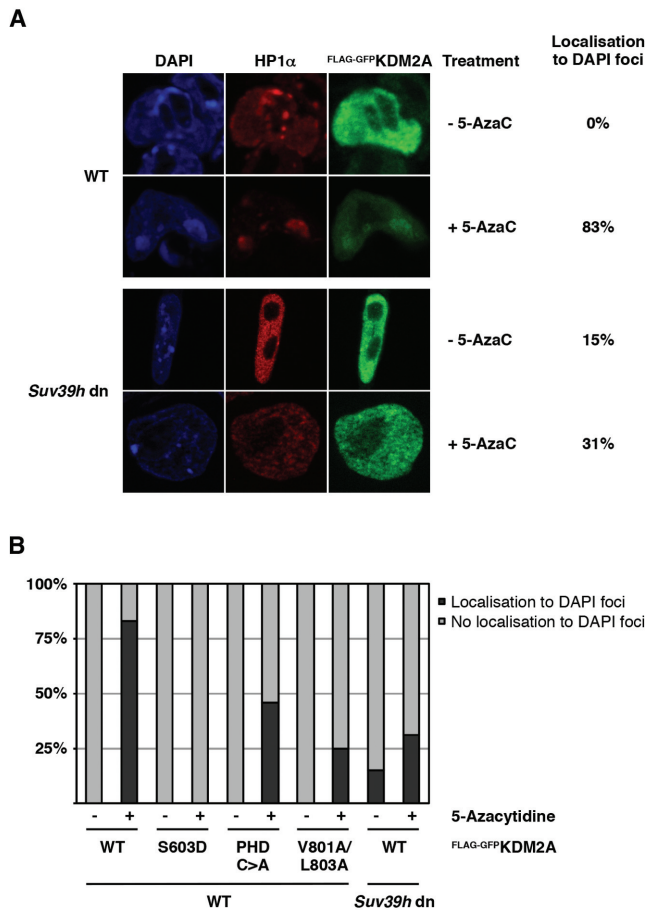 A
DAPI HP1α FLAG-GFPKDM2A Treatment Localisation to DAPI foci
WT
- 5-AzaC 0%
+ 5-AzaC 83%
Suv39h dn
- 5-AzaC 15%
+ 5-AzaC 31%
B
100%
75%
50%
25%
Localisation to DAPI foci
No localisation to DAPI foci
- + - + - + - + - + 5-Azacytidine
WT S603D PHD C>A V801A/L803A WT FLAG-GFPKDM2A
WT Suv39h dn